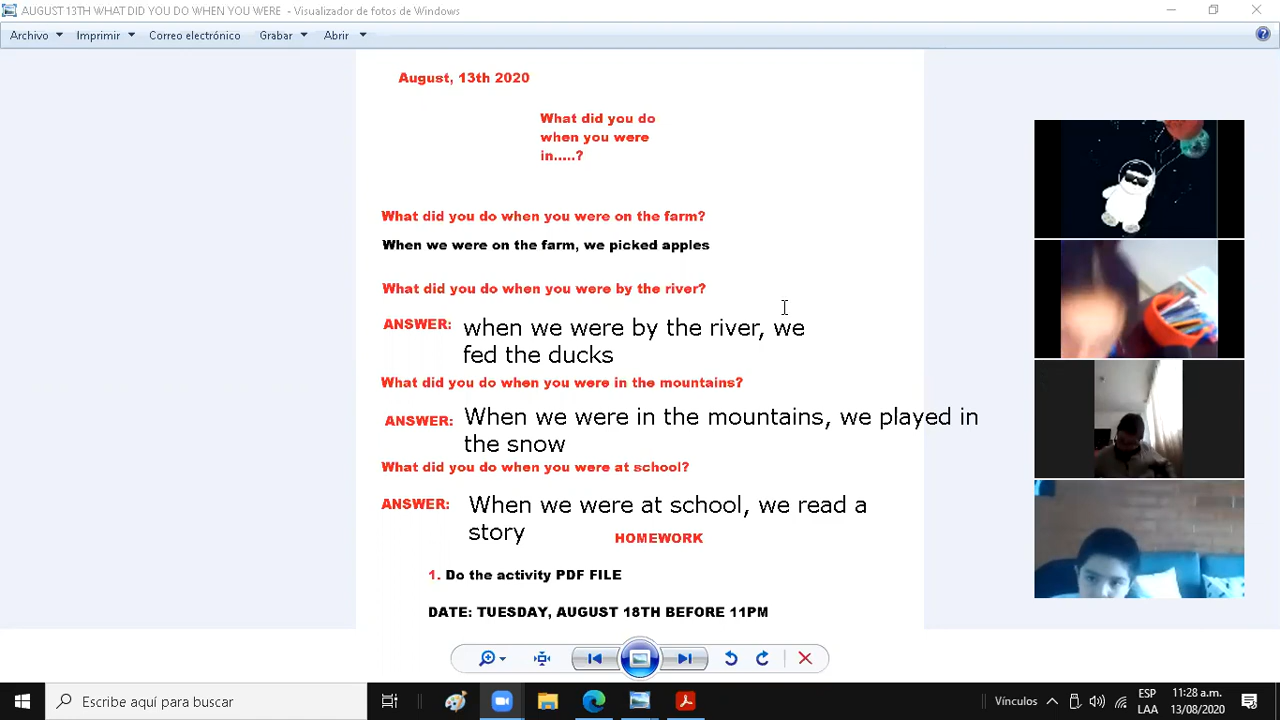 AUGUST 13TH WHAT DID YOU DO WHEN YOU WERE - Visualizador de fotos de Windows
Archivo Imprimir Correo electrónico Grabar Abrir
August, 13th 2020
What did you do
when you were
in.....?
What did you do when you were on the farm?
When we were on the farm, we picked apples
What did you do when you were by the river?
ANSWER: when we were by the river, we
fed the ducks
What did you do when you were in the mountains?
ANSWER: When we were in the mountains, we played in
the snow
What did you do when you were at school?
ANSWER: When we were at school, we read a
story
HOMEWORK
1. Do the activity PDF FILE
DATE: TUESDAY, AUGUST 18TH BEFORE 11PM
Escribe aquí para buscar
Vínculos
ESP
LAA
11:28 a.m.
13/08/2020